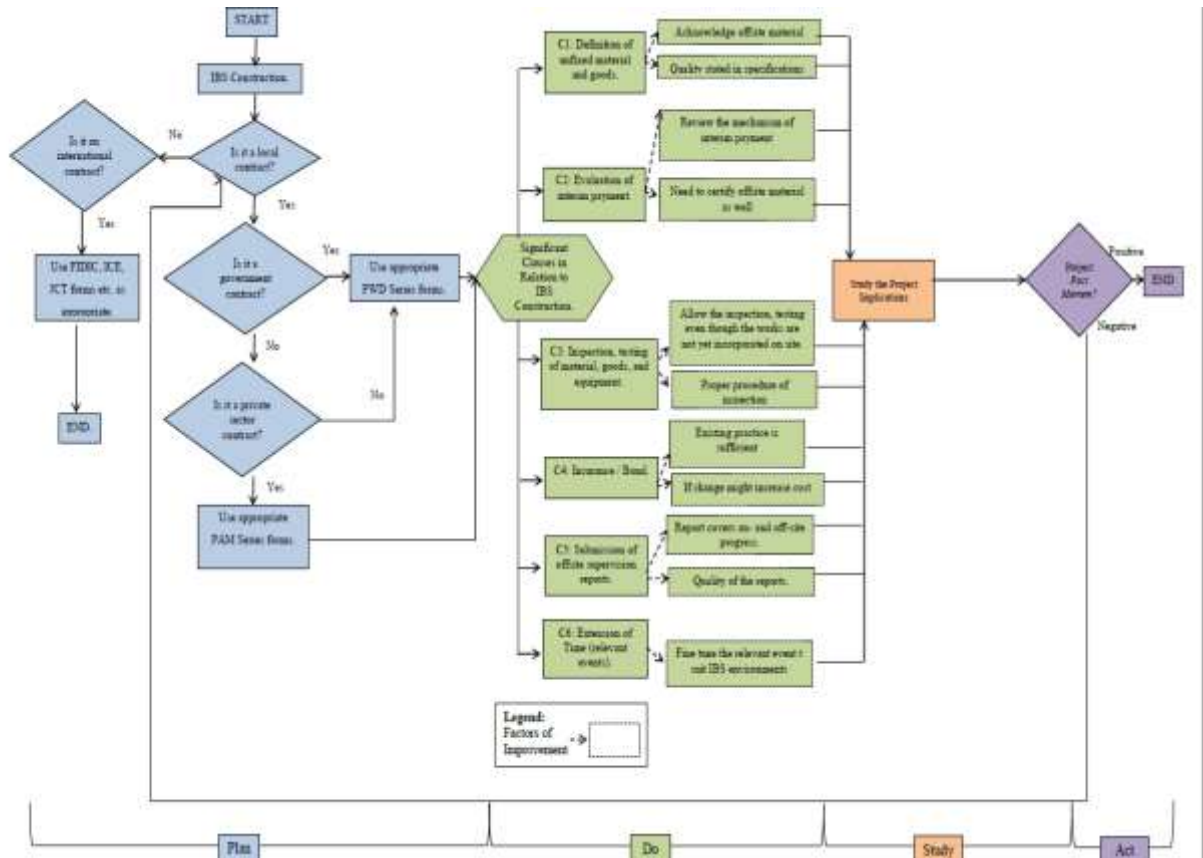 START
IBS Construction.
Is it an
international
contract?
No
Is it a local
contract?
Yes
Yes
Use FIDIC, ICE,
JCT forms etc. as
appropriate.
END.
Is it a
government
contract?
Yes
Use appropriate
PWD Series forms.
No
Is it a private
sector
contract?
No
Yes
Use appropriate
PAM Series forms.
Significant
Clauses in
Relation to
IBS
Construction.
C1: Definition of
unfixed material
and goods.
Acknowledge offsite material
Quality stated in specifications
C2: Evaluation of
interim payment.
Review the mechanism of
interim payment
Need to certify offsite material
as well
C3: Inspection, testing
of material, goods, and
equipment.
Allow the inspection, testing
even though the works are
not yet incorporated on site.
Proper procedure of
inspection
C4: Insurance / Bond.
Existing practice is
sufficient
If change might increase cost
C5: Submission of
offsite supervision
reports.
Report covers on- and off-site
progress.
Quality of the reports.
C6: Extension of
Time (relevant
events).
Fine tune the relevant event t
suit IBS environments
Study the Project
Implications
Project
Positive
Negative
END
Legend:
Factors of
Improvement
Plan
Do
Study
Act